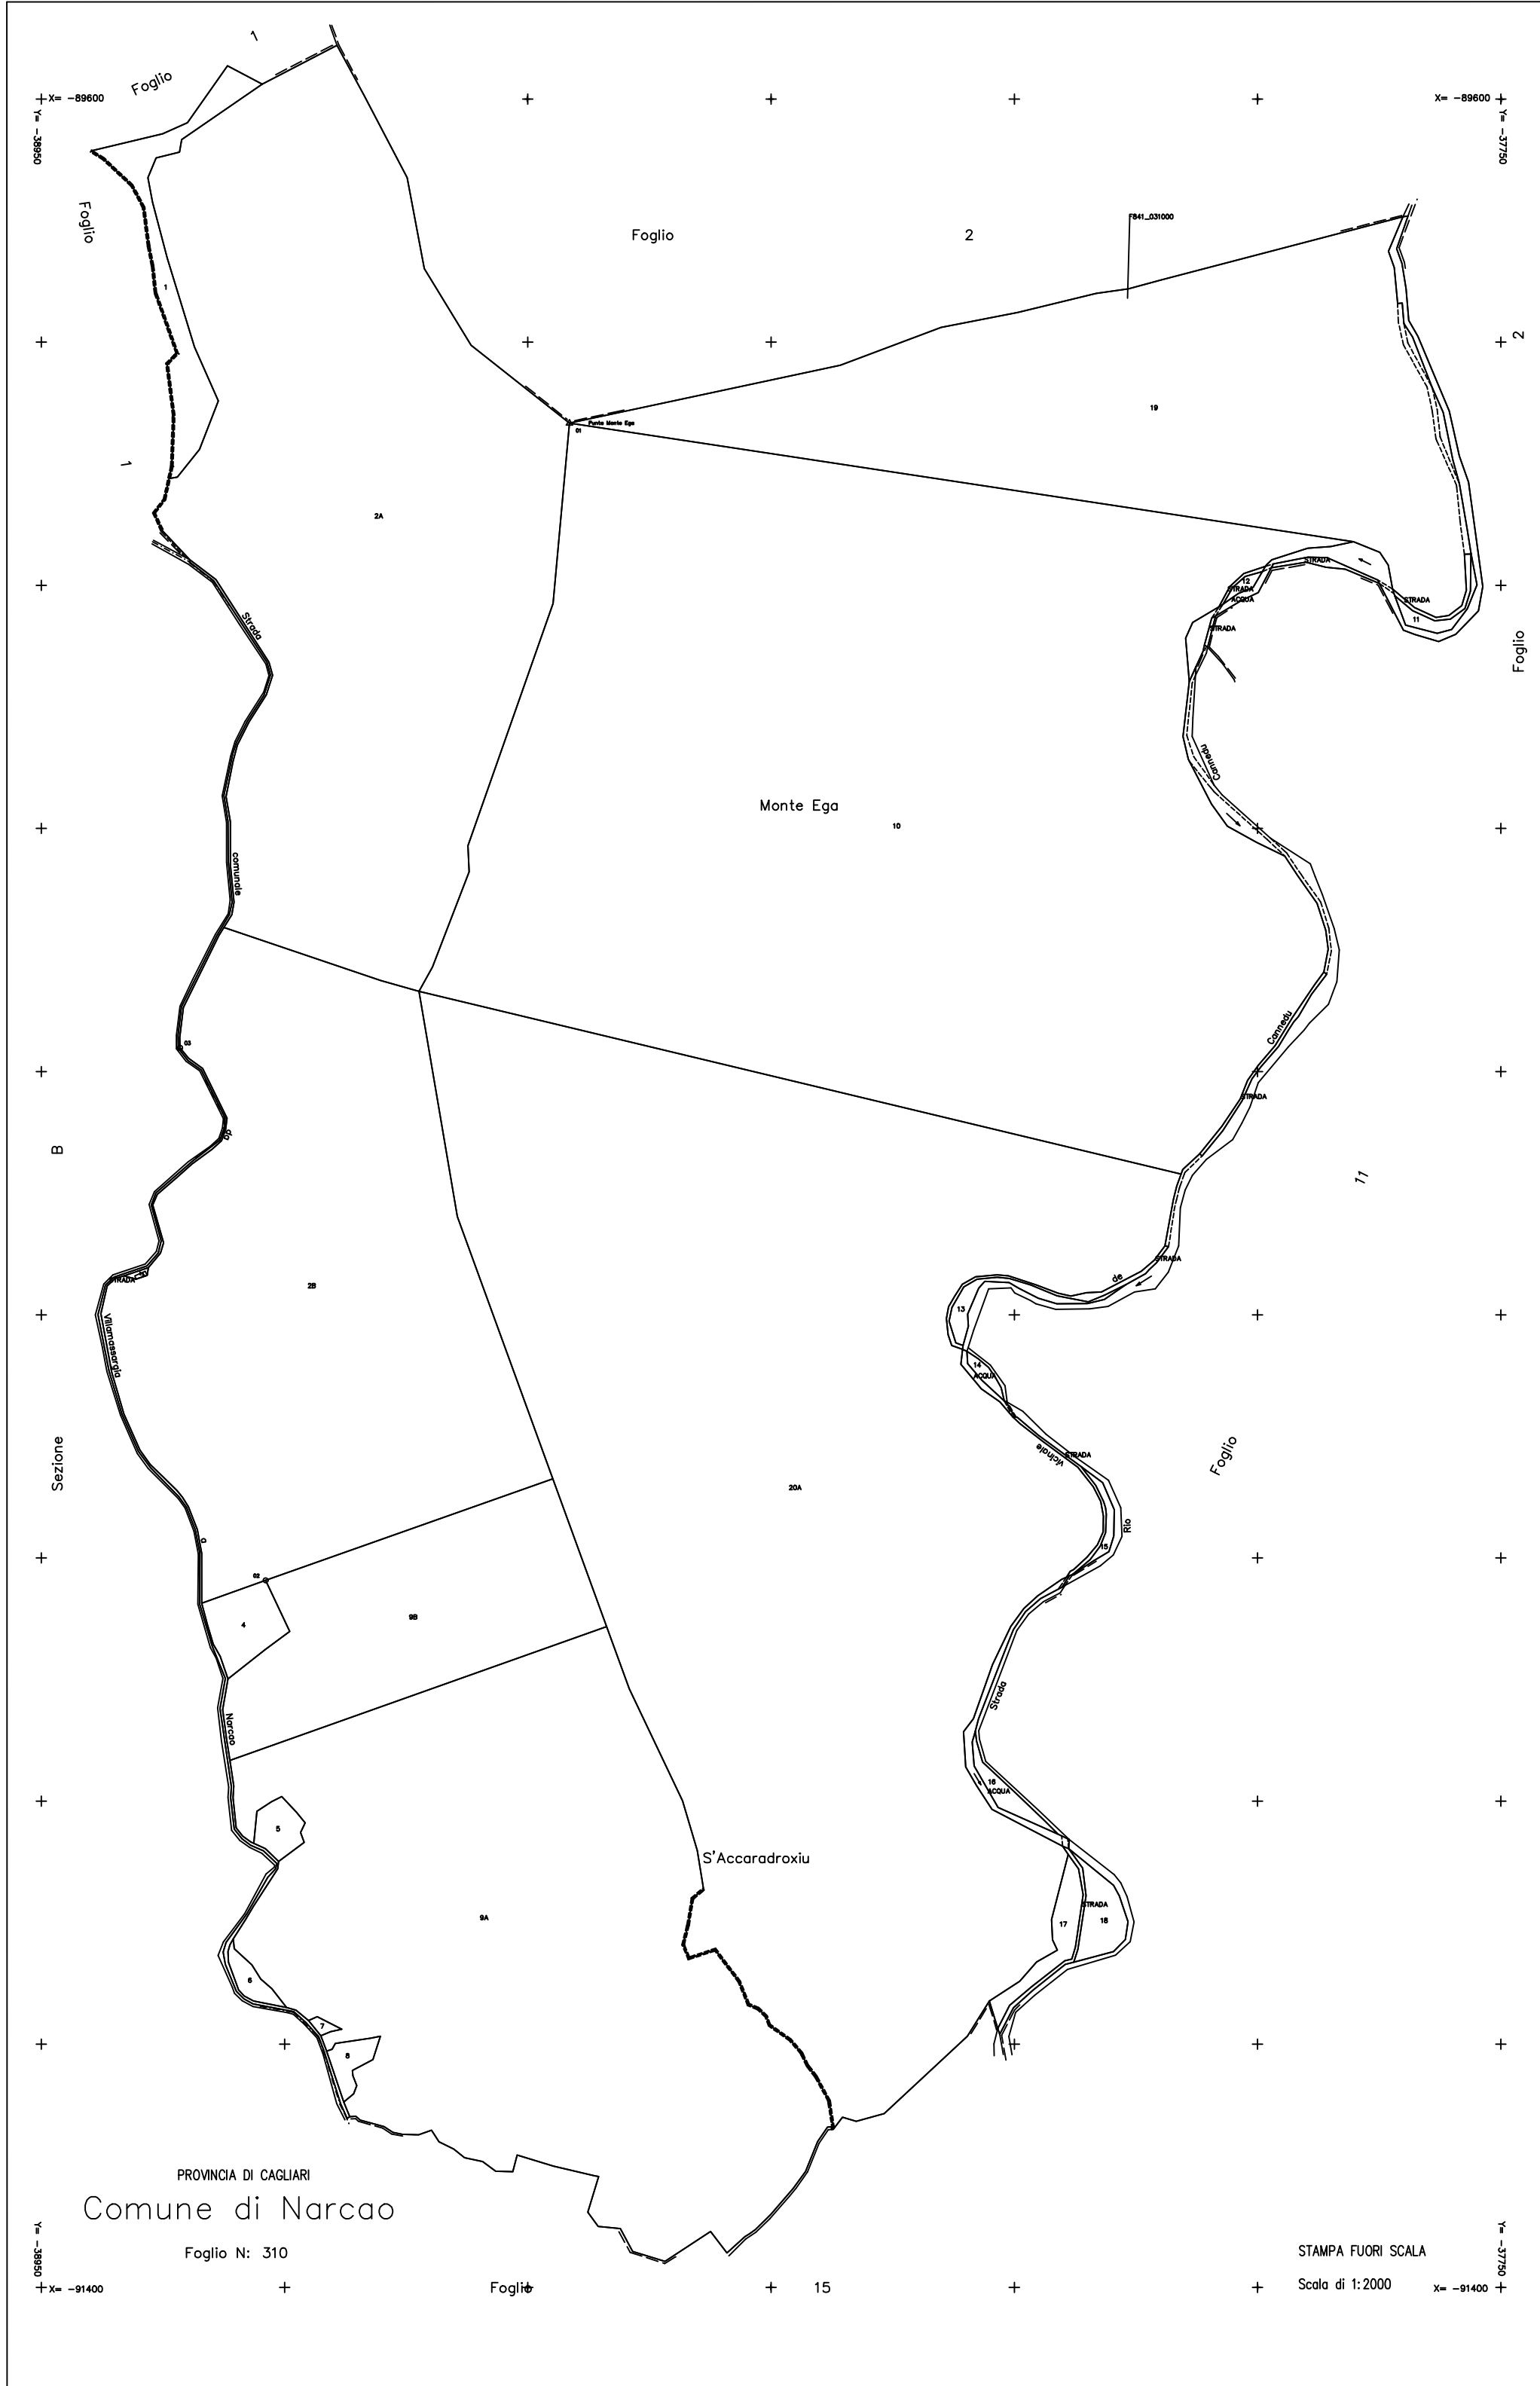 1
Foglio
X= -89600
Y= -38950
X= -89600
Y= -37750
Foglio
1
Foglio
2
F841_031000
2
1
19
01
Punta Monte Ega
2A
STRADA
12
STRADA
ACQUA
STRADA
11
STRADA
Strada
Foglio
Cannedu
Monte Ega
10
comunale
Cannedu
03
STRADA
da
B
11
STRADA
de
STRADA
2B
13
Villamassargia
14
ACQUA
Sezione
Foglio
vicinale
STRADA
20A
Rio
15
a
02
4
9B
Strada
Narcao
16
ACQUA
5
S'Accaradroxiu
STRADA
9A
17
18
6
7
8
PROVINCIA DI CAGLIARI
Comune di Narcao
Foglio N: 310
Y= -38950
X= -91400
Foglio
15
STAMPA FUORI SCALA
Scala di 1:2000
Y= -37750
X= -91400